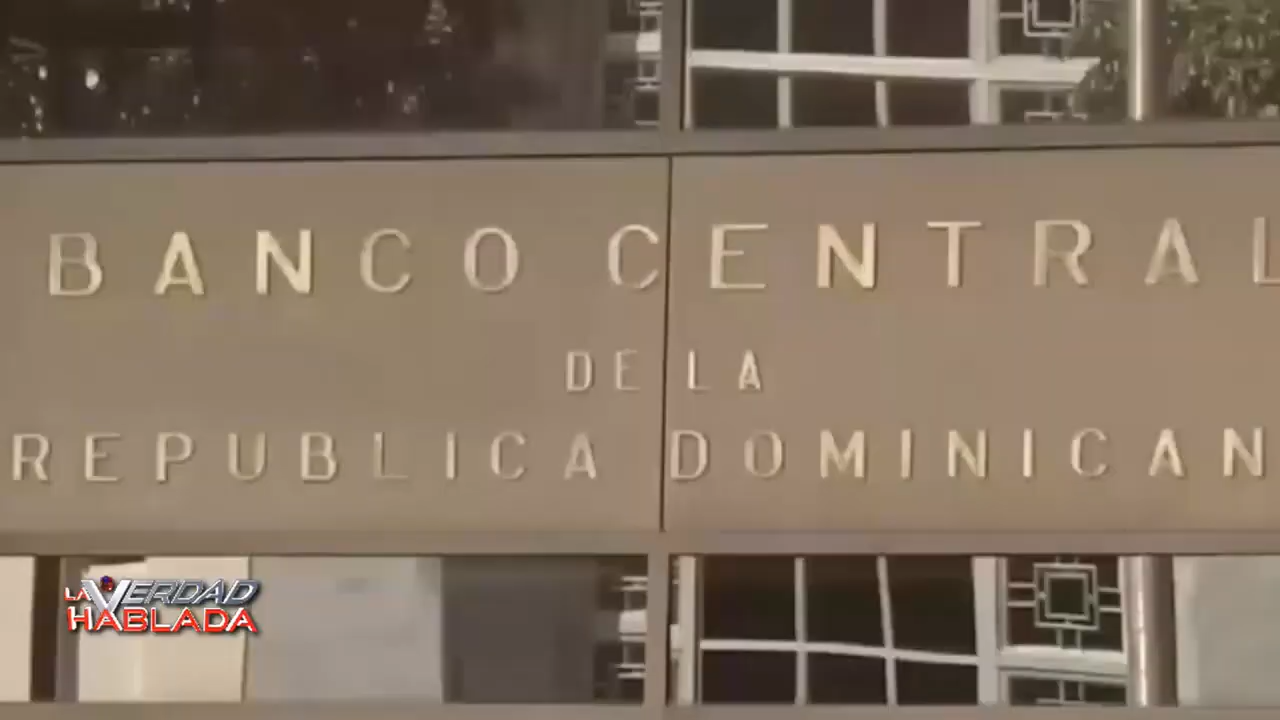 BANCO CENTRAL
DE LA
REPUBLICA DOMINICAN
LA VERDAD
HABLADA